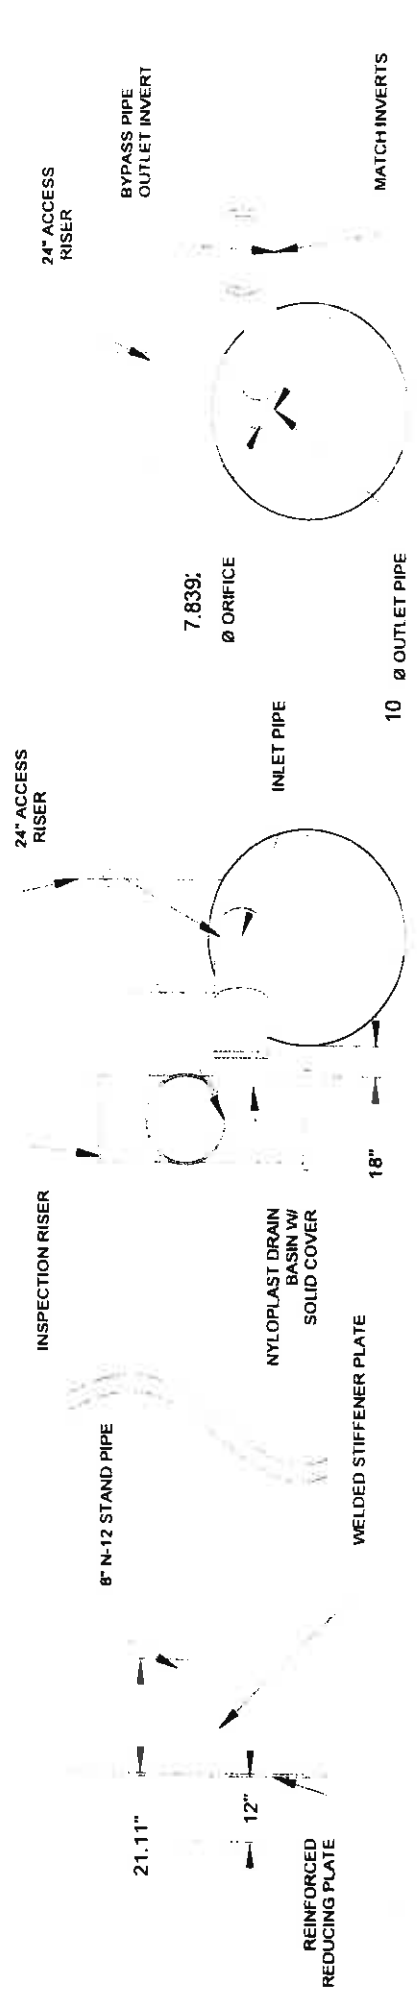 REINFORCED
REDUCING PLATE
21.11"
12"
WELDED STIFFENER PLATE
8" N-12 STAND PIPE
INSPECTION RISER
NYLOPLAST DRAIN
BASIN W/
SOLID COVER
18"
24" ACCESS
RISER
INLET PIPE
10 Ø OUTLET PIPE
7.839"
Ø ORIFICE
24" ACCESS
RISER
BYPASS PIPE
OUTLET INVERT
MATCH INVERTS